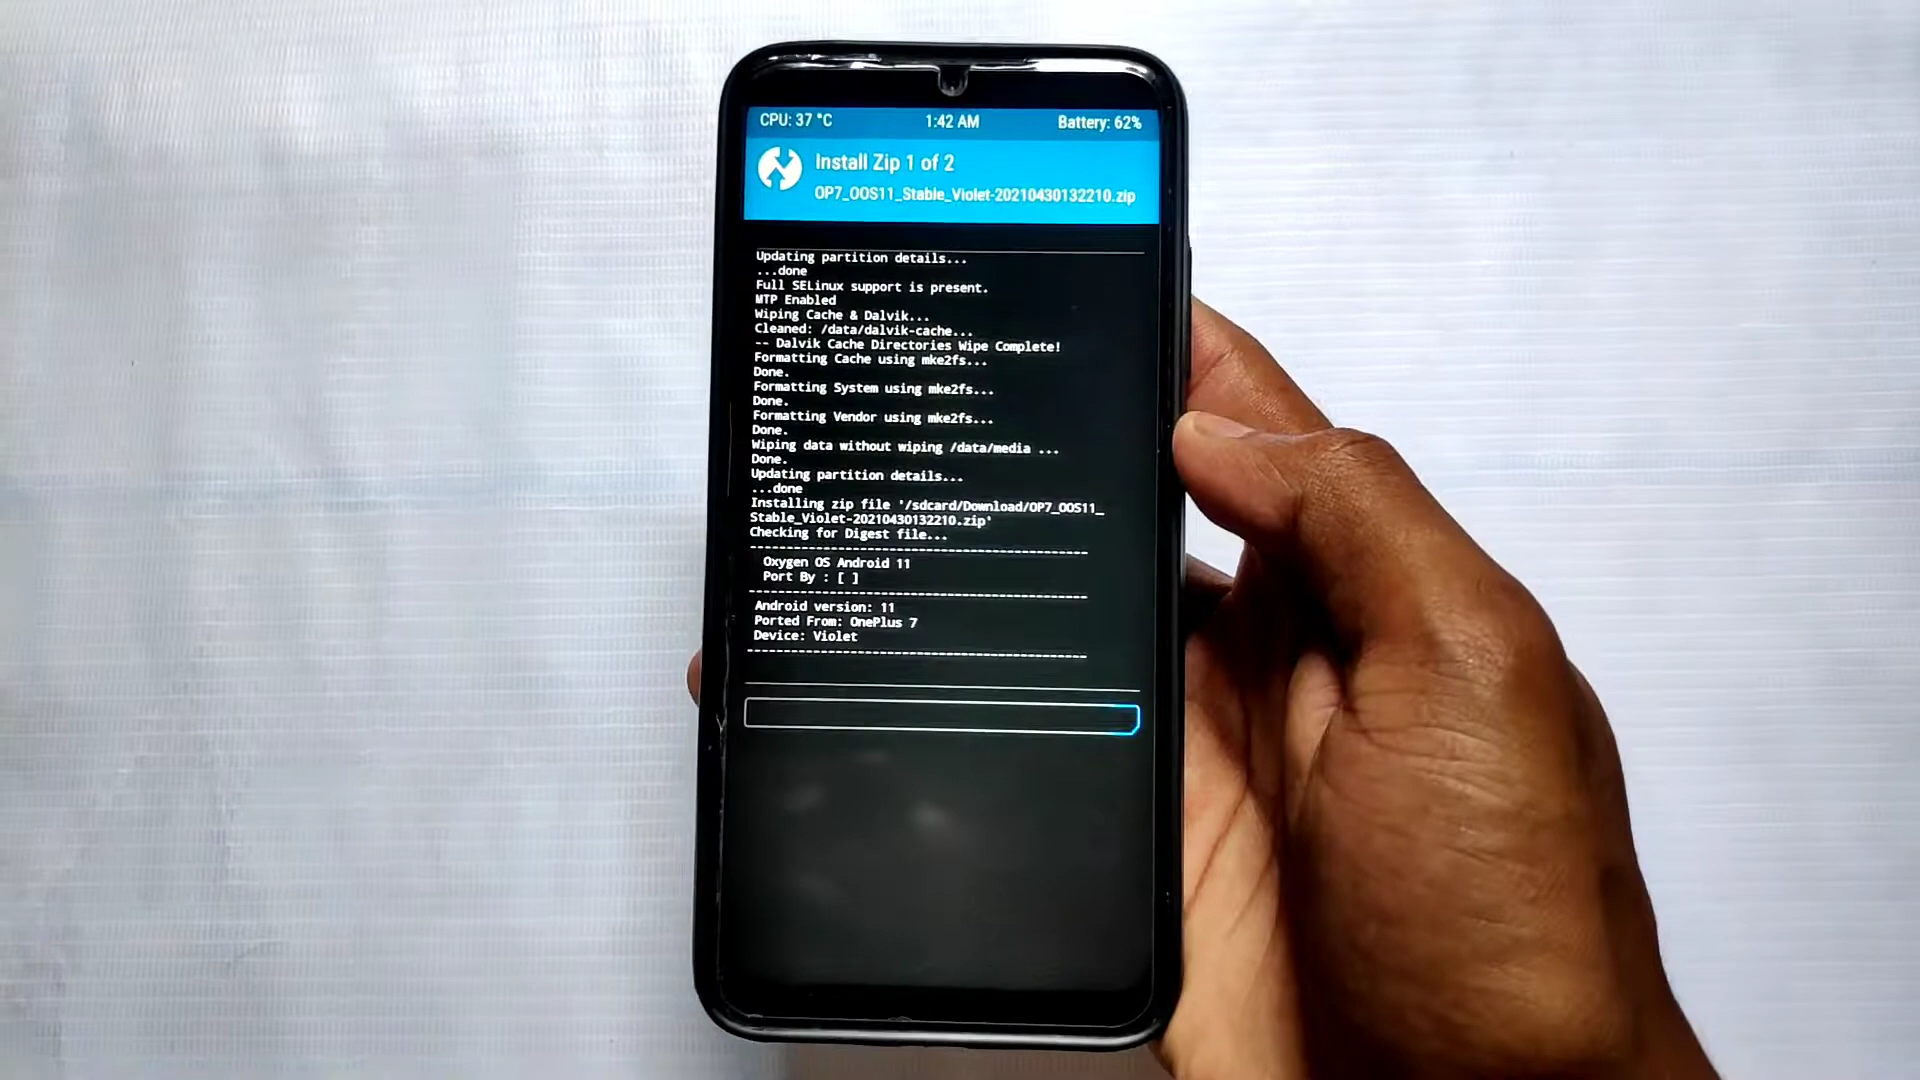 CPU: 37 °C 1:42 AM Battery: 62%
Install Zip 1 of 2
OP7_OOS11_Stable_Violet-20210430132210.zip
Updating partition details...
...done
Full SELinux support is present.
MTP Enabled
Wiping Cache & Dalvik...
Cleaned: /data/dalvik-cache...
-- Dalvik Cache Directories Wipe Complete!
Formatting Cache using mke2fs...
Done.
Formatting System using mke2fs...
Done.
Formatting Vendor using mke2fs...
Done.
Wiping data without wiping /data/media ...
Done.
Updating partition details...
...done
Installing zip file '/sdcard/Download/OP7_OOS11_
Stable_Violet-20210430132210.zip'
Checking for Digest file...
Oxygen OS Android 11
Port By : [ ]
Android version: 11
Ported From: OnePlus 7
Device: Violet